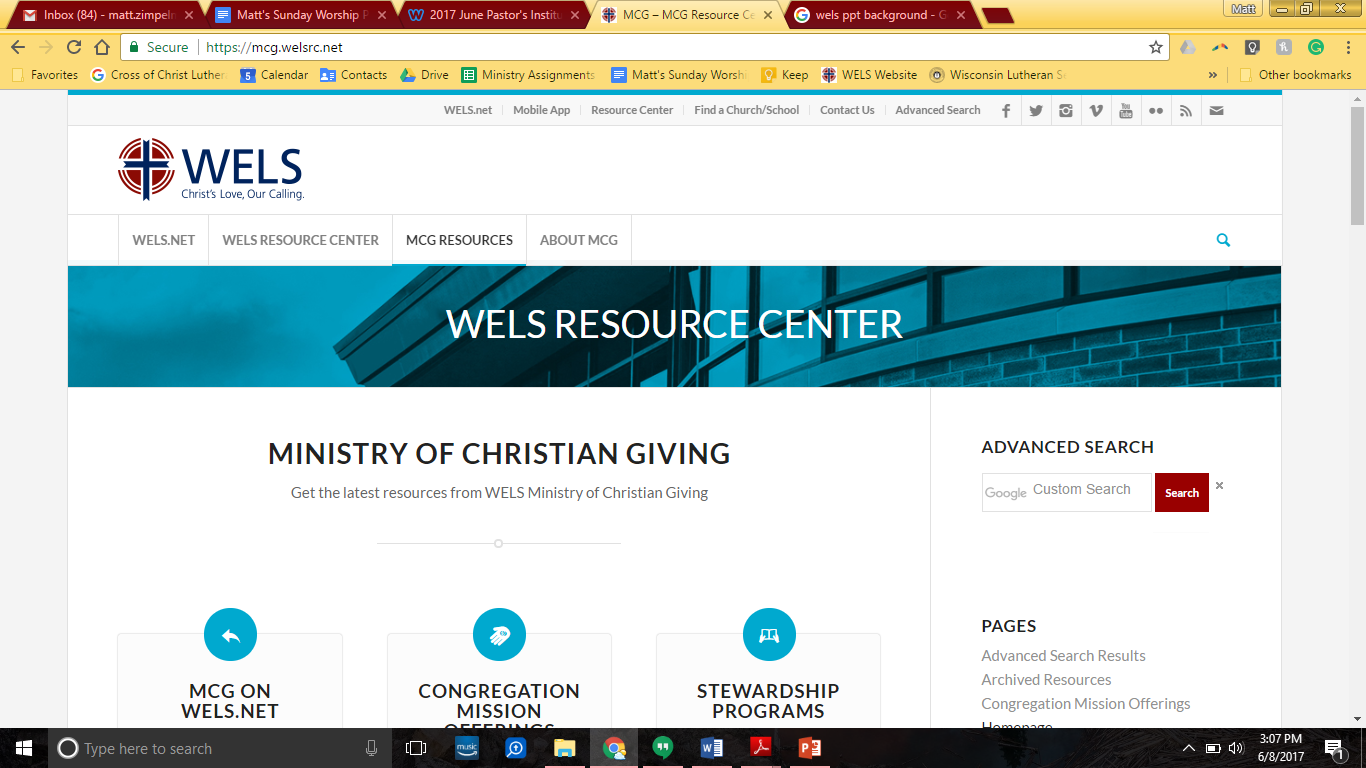 Inbox (84) - matt.zimpeln
Matt's Sunday Worship P
2017 June Pastor's Institu
MCG – MCG Resource Ce
wels ppt background - G
Matt
Secure
https://mcg.welsrc.net
Favorites
Cross of Christ Luther
Calendar
Contacts
Drive
Ministry Assignments
Matt's Sunday Worsh
Keep
WELS Website
Wisconsin Lutheran S
»
Other bookmarks
WELS.net
Mobile App
Resource Center
Find a Church/School
Contact Us
Advanced Search
WELS
Christ's Love, Our Calling.
WELS.NET
WELS RESOURCE CENTER
MCG RESOURCES
ABOUT MCG
WELS RESOURCE CENTER
MINISTRY OF CHRISTIAN GIVING
Get the latest resources from WELS Ministry of Christian Giving
ADVANCED SEARCH
Google Custom Search
Search
MCG ON
WELS.NET
CONGREGATION
MISSION
OFFERINGS
STEWARDSHIP
PROGRAMS
PAGES
Advanced Search Results
Archived Resources
Congregation Mission Offerings
Homepage
Type here to search
music
3:07 PM
6/8/2017
1